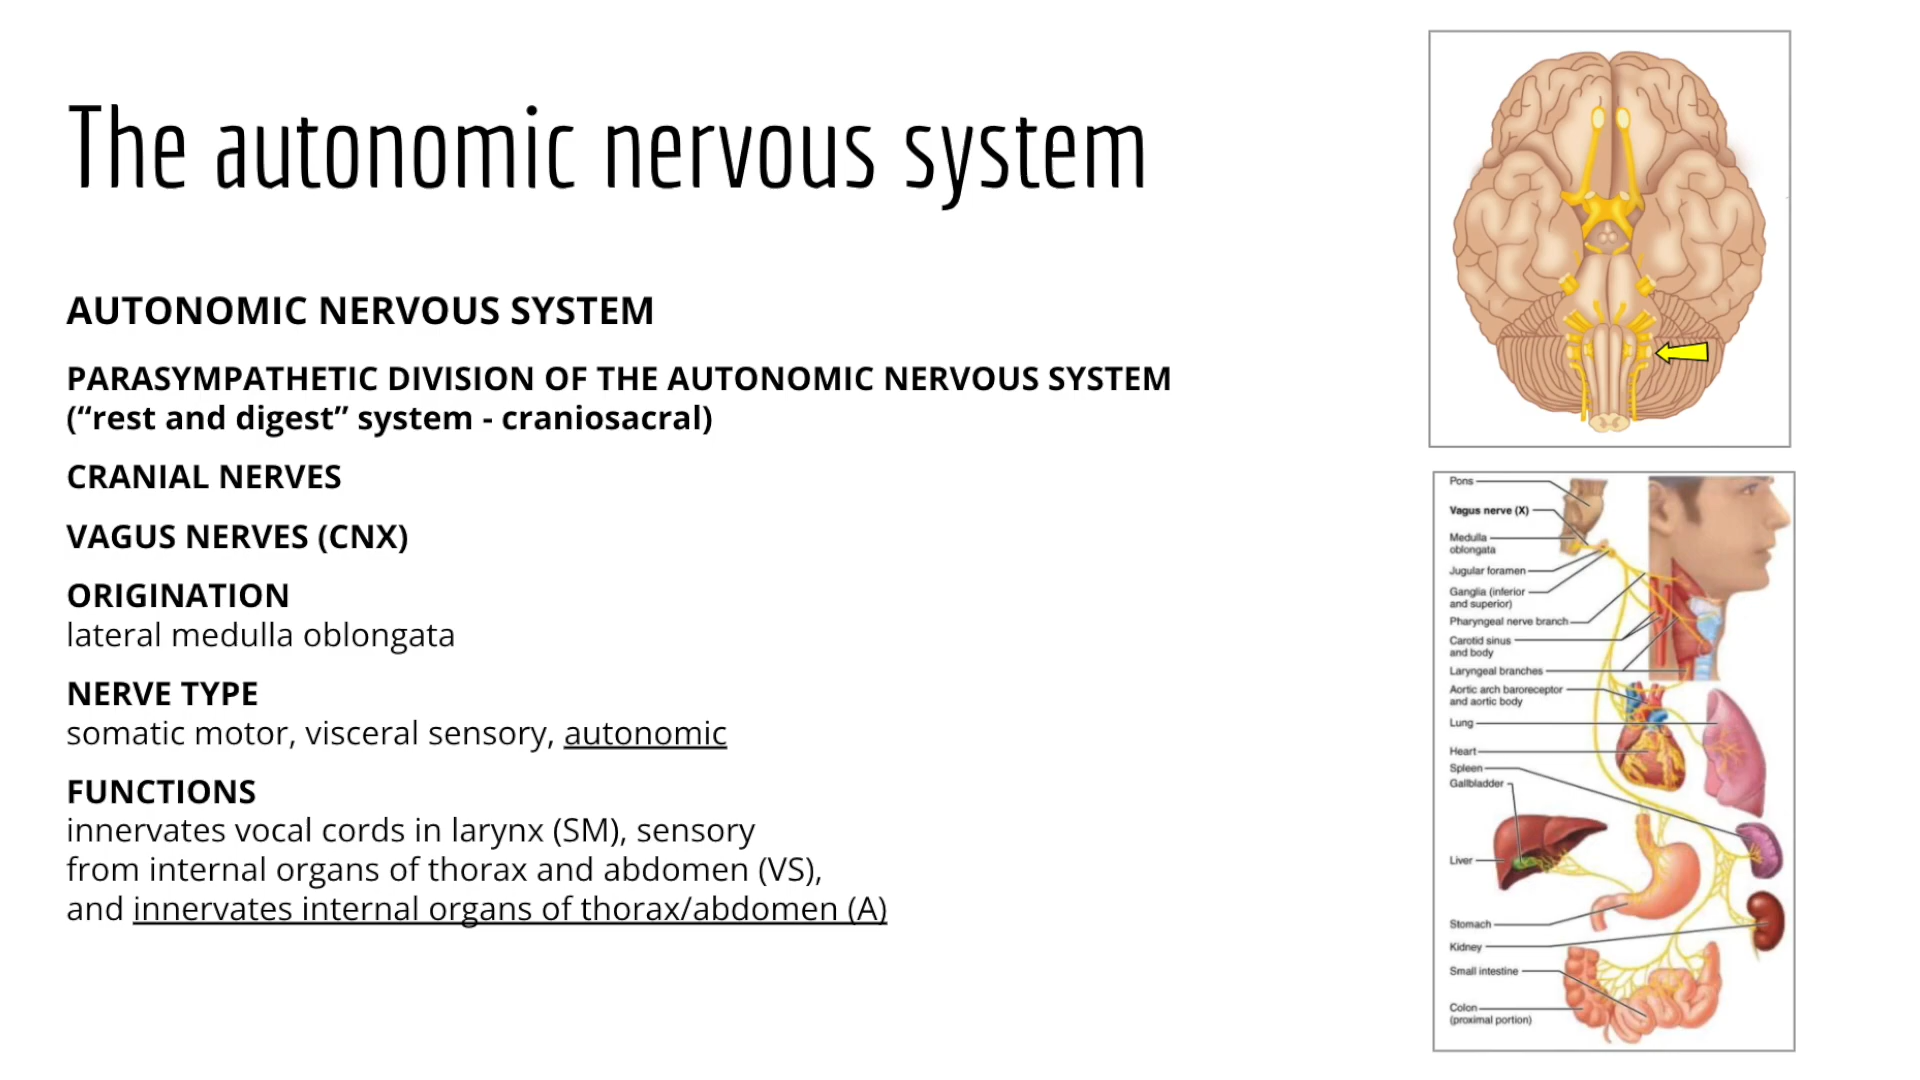 The autonomic nervous system
AUTONOMIC NERVOUS SYSTEM
PARASYMPATHETIC DIVISION OF THE AUTONOMIC NERVOUS SYSTEM
(“rest and digest” system - craniosacral)
CRANIAL NERVES
VAGUS NERVES (CNX)
ORIGINATION
lateral medulla oblongata
NERVE TYPE
somatic motor, visceral sensory, autonomic
FUNCTIONS
innervates vocal cords in larynx (SM), sensory
from internal organs of thorax and abdomen (VS),
and innervates internal organs of thorax/abdomen (A)
Pons
Vagus nerve (X)
Medulla
oblongata
Jugular foramen
Ganglia (inferior
and superior)
Pharyngeal nerve branch
Carotid sinus
and body
Laryngeal branches
Aortic arch baroreceptor
and aortic body
Lung
Heart
Spleen
Gallbladder
Liver
Stomach
Kidney
Small intestine
Colon
(proximal portion)